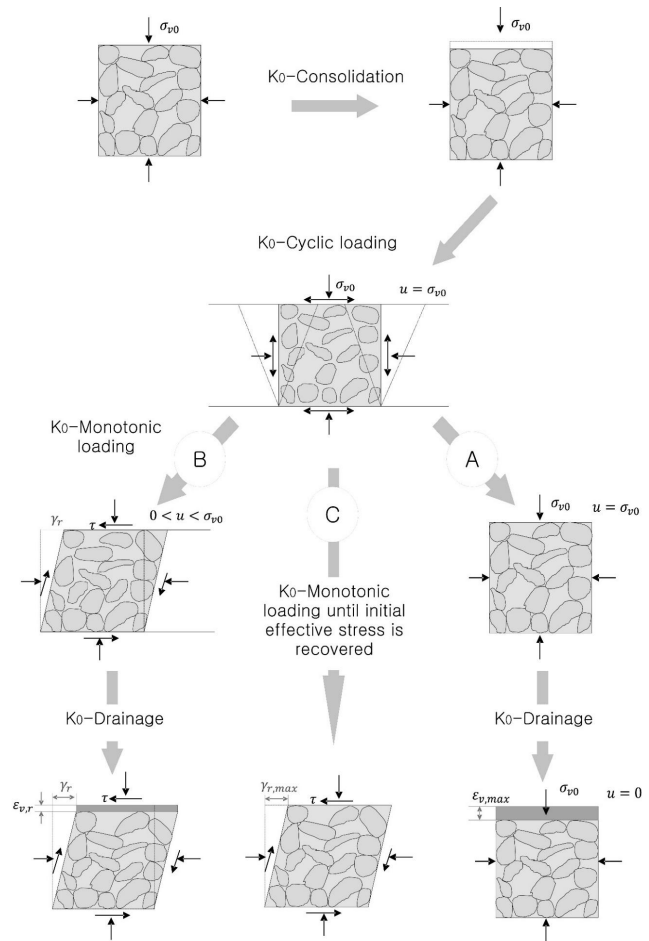 σv0
σv0
K0-Consolidation
K0-Cyclic loading
σv0
u = σv0
K0-Monotonic
loading
B
A
γr
τ
0 < u < σv0
C
σv0
u = σv0
K0-Monotonic
loading until initial
effective stress is
recovered
K0-Drainage
K0-Drainage
γr
εv,r
τ
γr,max
τ
εv,max
σv0
u = 0